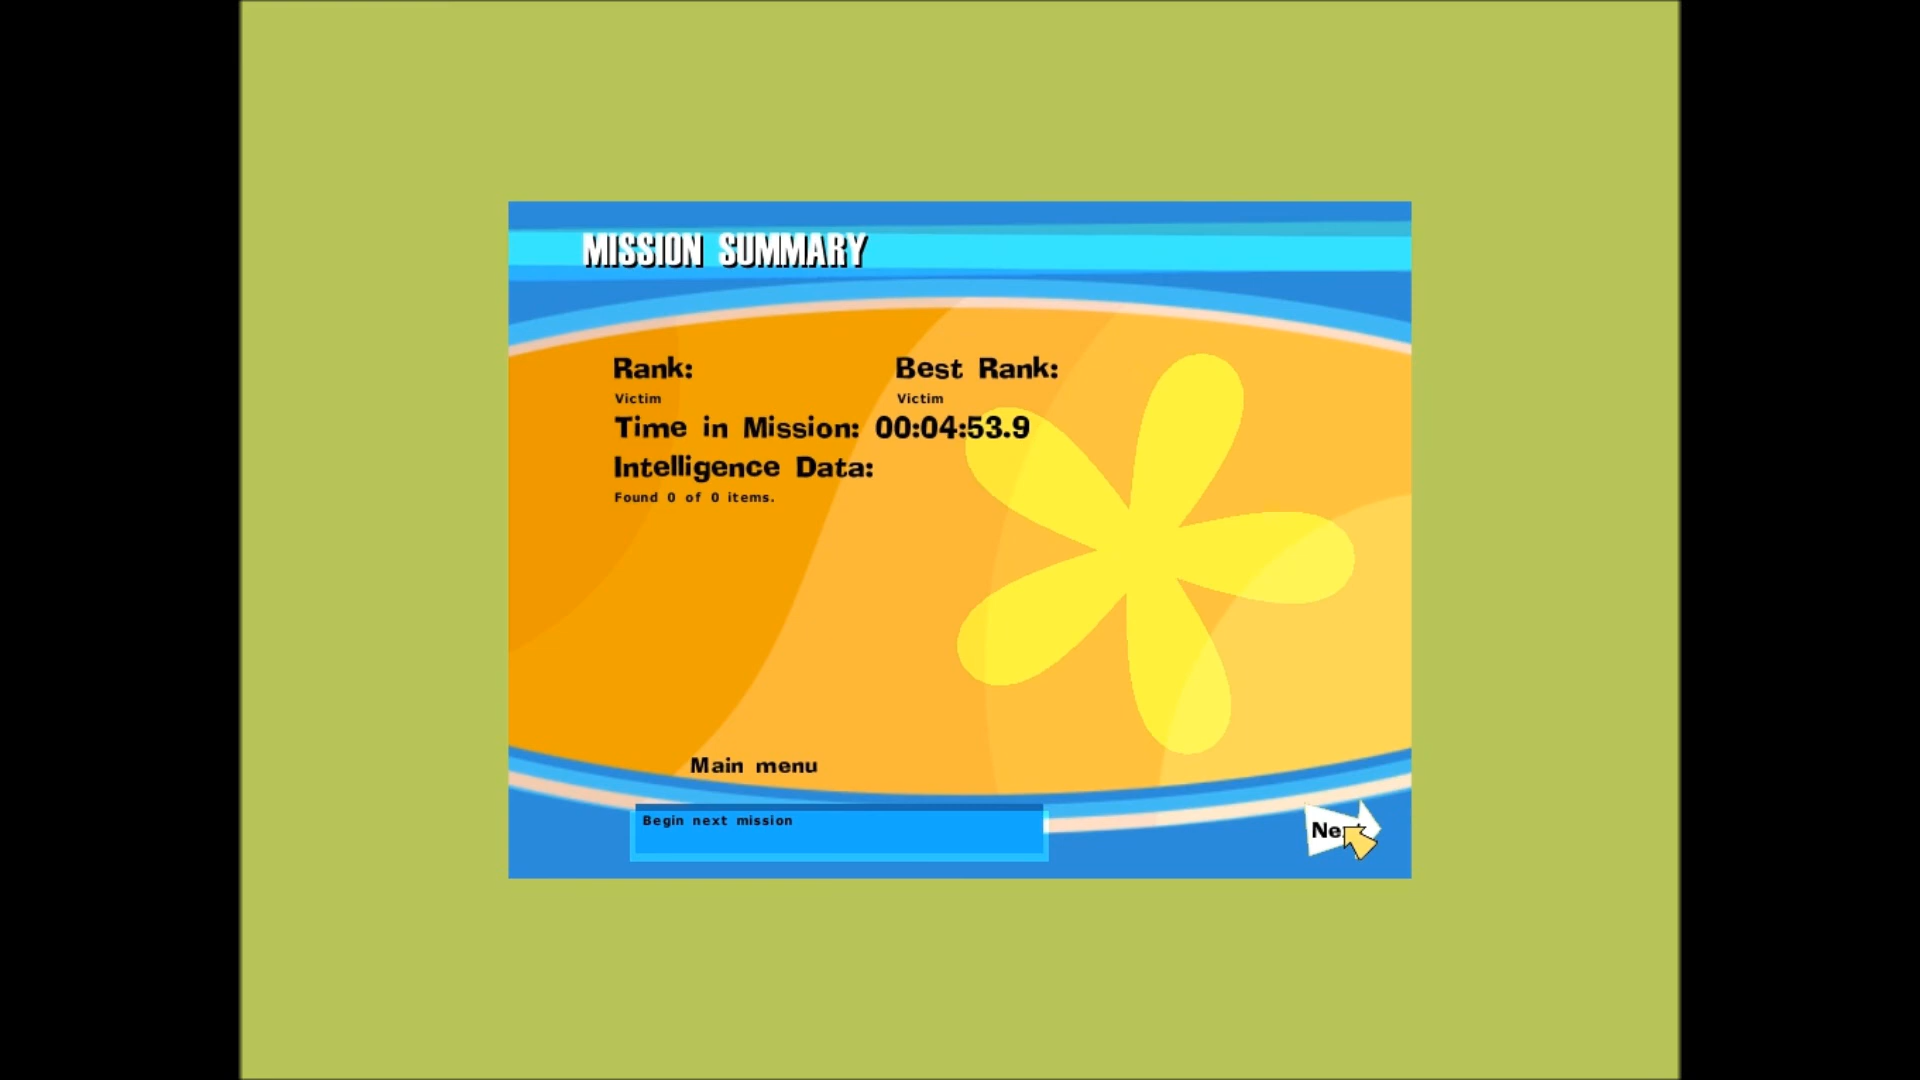 MISSION SUMMARY
Rank: Best Rank:
Victim Victim
Time in Mission: 00:04:53.9
Intelligence Data:
Found 0 of 0 items.
Main menu
Begin next mission